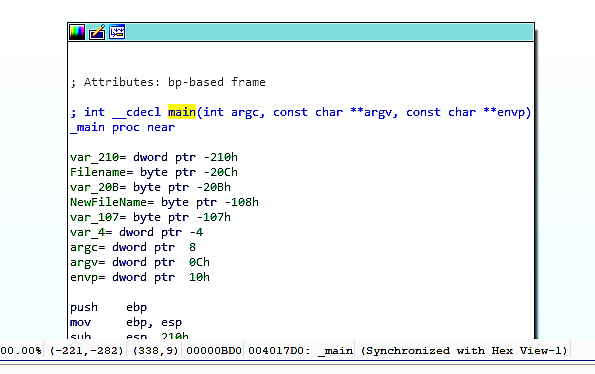 ; Attributes: bp-based frame
; int __cdecl main(int argc, const char **argv, const char **envp)
_main proc near
var_210= dword ptr -210h
Filename= byte ptr -20Ch
var_20B= byte ptr -20Bh
NewFileName= byte ptr -108h
var_107= byte ptr -107h
var_4= dword ptr -4
argc= dword ptr  8
argv= dword ptr  0Ch
envp= dword ptr  10h
push    ebp
mov     ebp, esp
sub     esp, 210h
00.00% (-221,-282) (338,9) 00000BD0 004017D0: _main (Synchronized with Hex View-1)